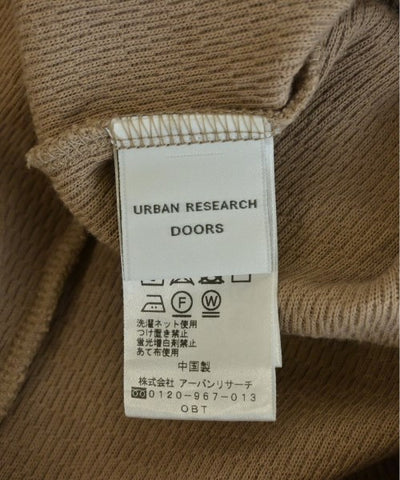 URBAN RESEARCH
DOORS
F W
洗濯ネット使用
つけ置き禁止
蛍光増白剤禁止
あて布使用
中国製
株式会社 アーバンリサーチ
0120-967-013
OBT